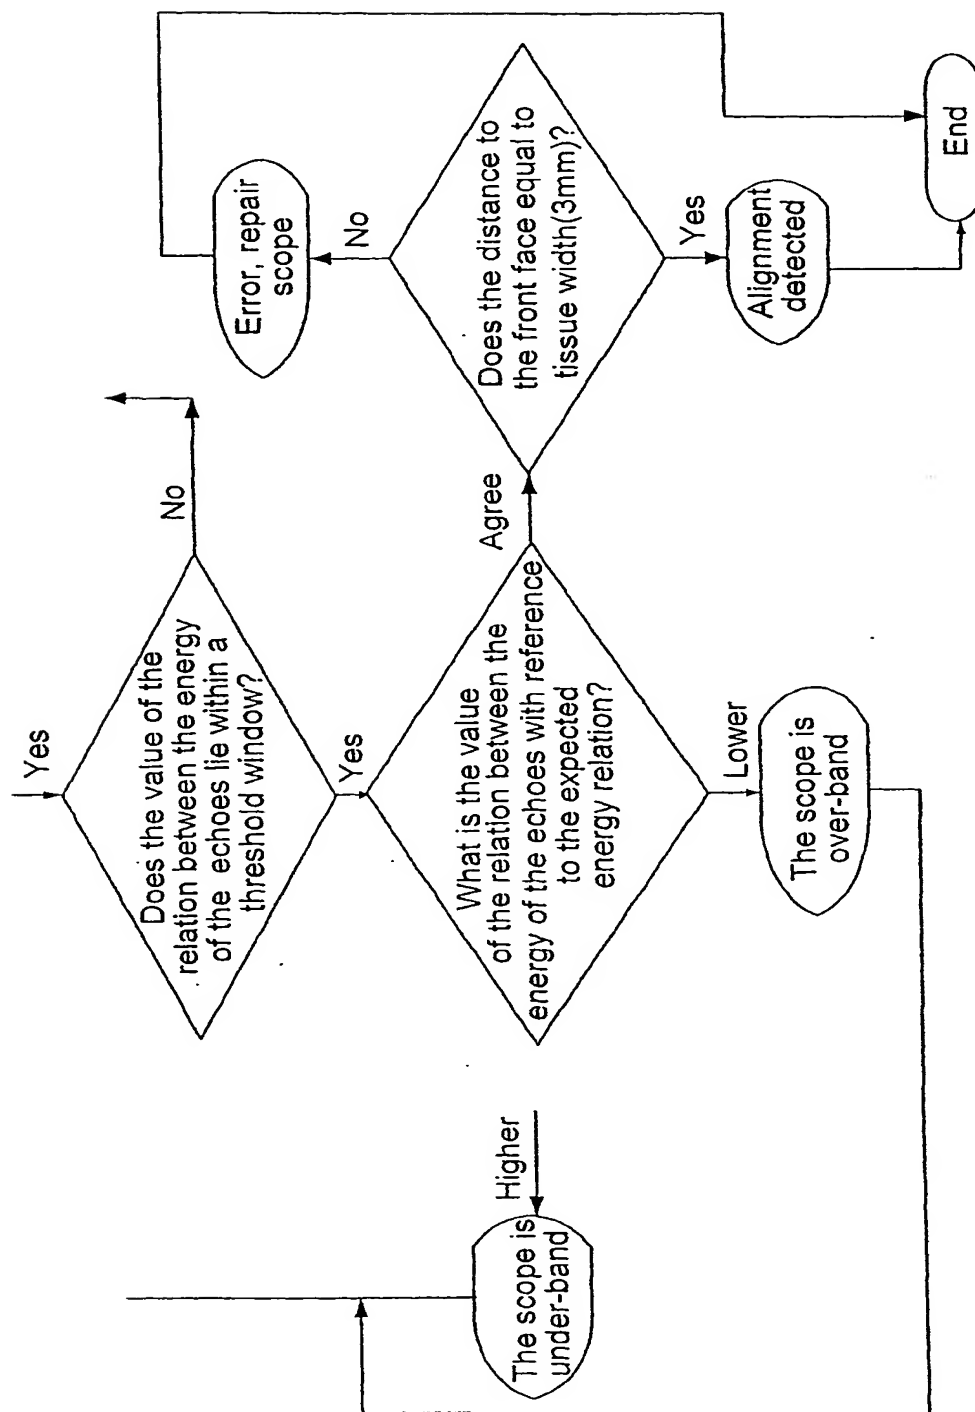 Yes
Does the value of the
relation between the energy
of the echoes lie within a
threshold window?
No
Yes
What is the value
of the relation between the
energy of the echoes with reference
to the expected
energy relation?
Higher
The scope is
under-band
Lower
The scope is
over-band
Agree
Does the distance to
the front face equal to
tissue width(3mm)?
No
Error, repair
scope
Yes
Alignment
detected
End